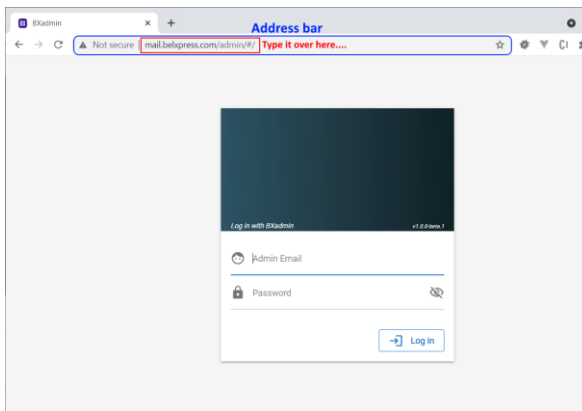 BXadmin
Address bar
Not secure | mail.belxpress.com/admin/#/ Type it over here....
Log in with BXadmin
v1.0.0-beta.1
Admin Email
Password
Log in